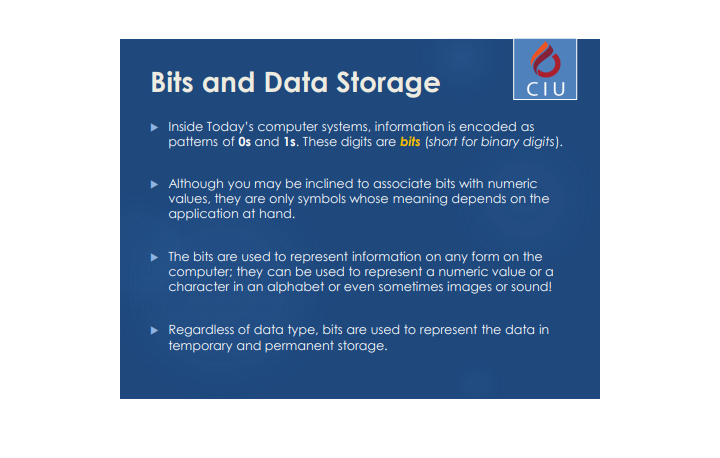 CIU
Bits and Data Storage
Inside Today's computer systems, information is encoded as
patterns of 0s and 1s. These digits are bits (short for binary digits).
Although you may be inclined to associate bits with numeric
values, they are only symbols whose meaning depends on the
application at hand.
The bits are used to represent information on any form on the
computer; they can be used to represent a numeric value or a
character in an alphabet or even sometimes images or sound!
Regardless of data type, bits are used to represent the data in
temporary and permanent storage.